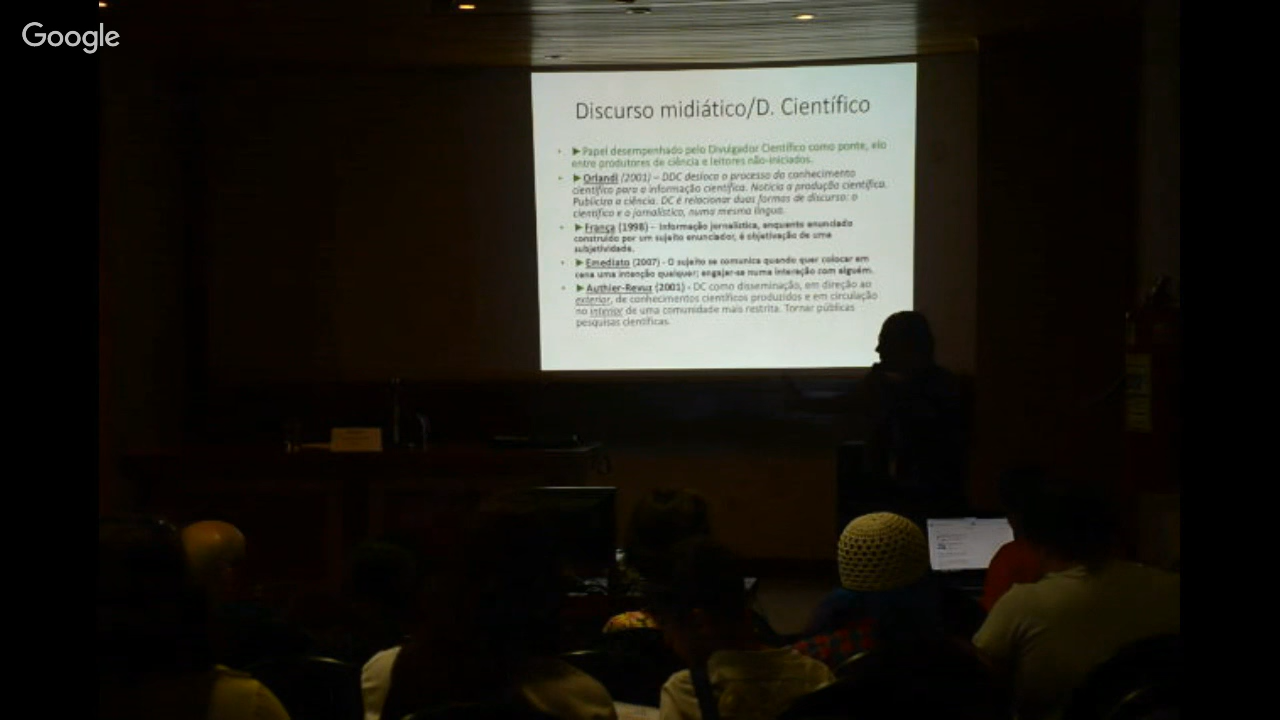 Google
Discurso midiático/D. Científico
• ►Papel desempenhado pelo Divulgador Científico como ponte, elo
entre produtores de ciência e leitores não-iniciados.
• ►Orlandi (2001) – DDC desloca o processo do conhecimento
científico para a informação científica. Noticia a produção científica.
Publiciza a ciência. DC é relacionar duas formas de discurso: o
científico e o jornalístico, numa mesma língua.
• ►França (1998) - Informação jornalística, enquanto enunciado
construído por um sujeito enunciador, é objetivação de uma
subjetividade.
• ►Emediato (2007) - O sujeito se comunica quando quer colocar em
cena uma intenção qualquer; engajar-se numa interação com alguém.
• ►Authier-Revuz (2001) - DC como disseminação, em direção ao
exterior, de conhecimentos científicos produzidos e em circulação
no interior de uma comunidade mais restrita. Tornar públicas
pesquisas científicas.